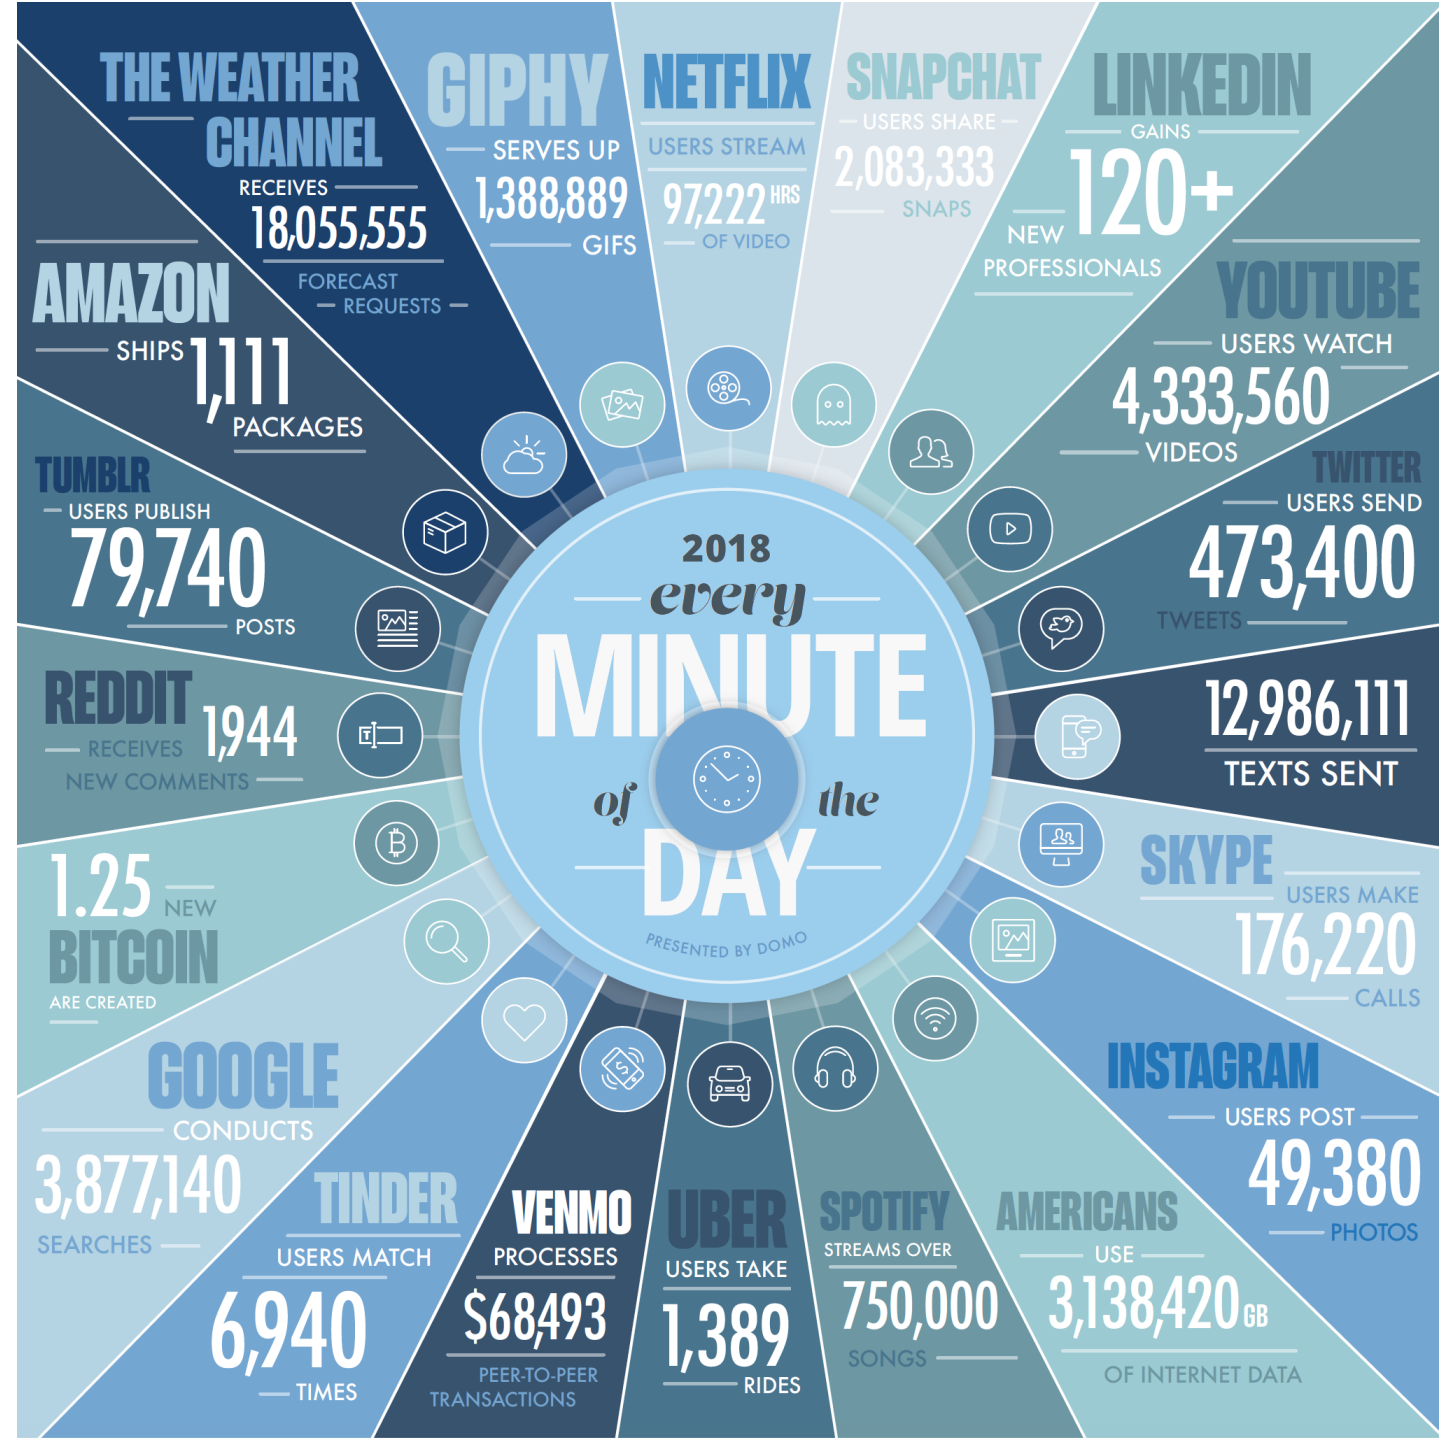 2018
every
MINUTE
of the
DAY
PRESENTED BY DOMO
THE WEATHER
CHANNEL
RECEIVES
18,055,555
FORECAST
REQUESTS
GIPHY
SERVES UP
1,388,889
GIFS
NETFLIX
USERS STREAM
97,222 HRS
OF VIDEO
SNAPCHAT
USERS SHARE
2,083,333
SNAPS
LINKEDIN
GAINS
120+
NEW
PROFESSIONALS
YOUTUBE
USERS WATCH
4,333,560
VIDEOS
TWITTER
USERS SEND
473,400
TWEETS
12,986,111
TEXTS SENT
SKYPE
USERS MAKE
176,220
CALLS
INSTAGRAM
USERS POST
49,380
PHOTOS
AMERICANS
USE
3,138,420 GB
OF INTERNET DATA
SPOTIFY
STREAMS OVER
750,000
SONGS
UBER
USERS TAKE
1,389
RIDES
VENMO
PROCESSES
$68,493
PEER-TO-PEER
TRANSACTIONS
TINDER
USERS MATCH
6,940
TIMES
GOOGLE
CONDUCTS
3,877,140
SEARCHES
1.25 NEW
BITCOIN
ARE CREATED
REDDIT
RECEIVES 1,944
NEW COMMENTS
TUMBLR
USERS PUBLISH
79,740
POSTS
AMAZON
SHIPS 1,111
PACKAGES